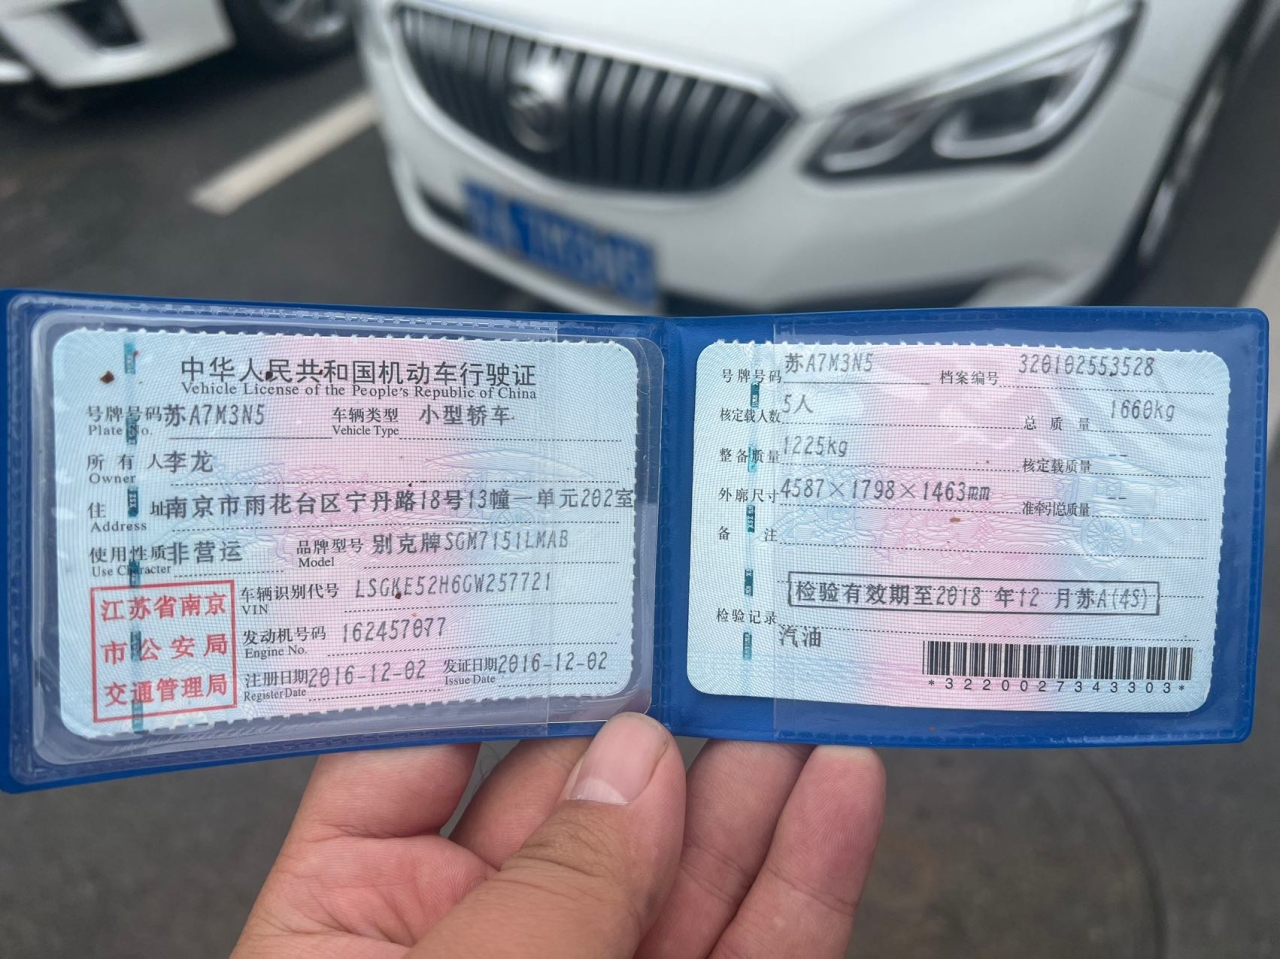 中华人民共和国机动车行驶证
Vehicle License of the People's Republic of China
号牌号码 苏A7M3N5 车辆类型 小型轿车
Plate No. Vehicle Type
所有人 李龙
Owner
住址 南京市雨花台区宁丹路18号13幢一单元202室
Address
使用性质 非营运 品牌型号 别克牌SGM7151LMAB
Use Character Model
江苏省南京
市公安局
交通管理局
车辆识别代号 LSGKE52H6GW257721
VIN
发动机号码 162457077
Engine No.
注册日期 2016-12-02 发证日期 2016-12-02
Register Date Issue Date
号牌号码 苏A7M3N5 档案编号 320102553528
核定载人数 5人 总质量 1660kg
整备质量 1225kg 核定载质量 --
外廓尺寸 4587×1798×1463mm 准牵引总质量 --
备注
检验有效期至2018 年12 月苏A(4S)
检验记录
汽油
*3220027343303*